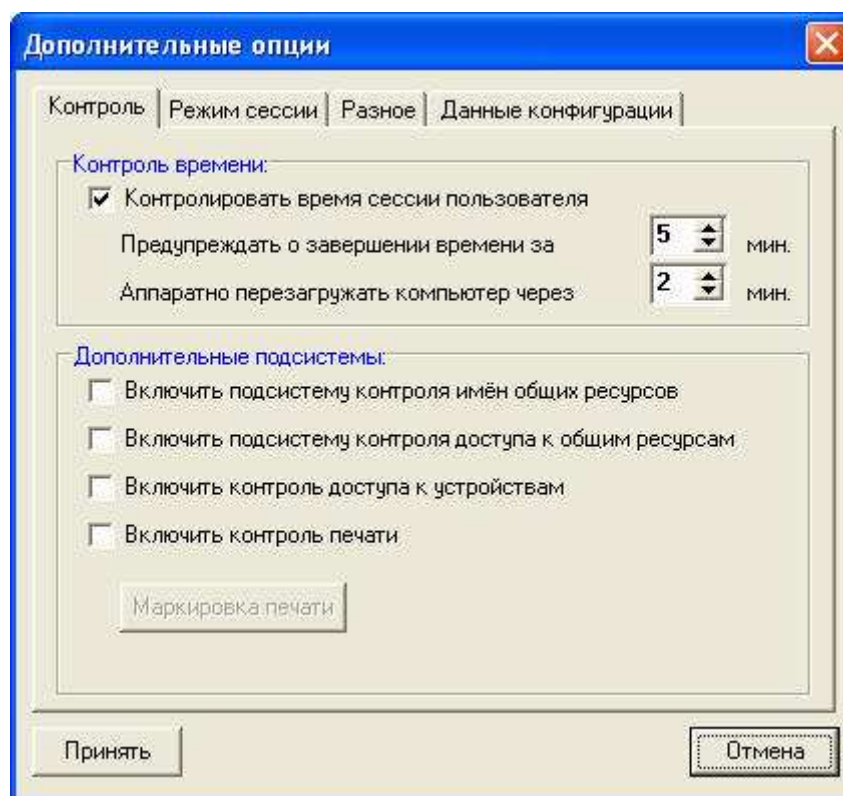 Дополнительные опции
Контроль Режим сессии Разное Данные конфигурации
Контроль времени:
Контролировать время сессии пользователя
Предупреждать о завершении времени за 5 мин.
Аппаратно перезагружать компьютер через 2 мин.
Дополнительные подсистемы:
Включить подсистему контроля имён общих ресурсов
Включить подсистему контроля доступа к общим ресурсам
Включить контроль доступа к устройствам
Включить контроль печати
Маркировка печати
Принять Отмена